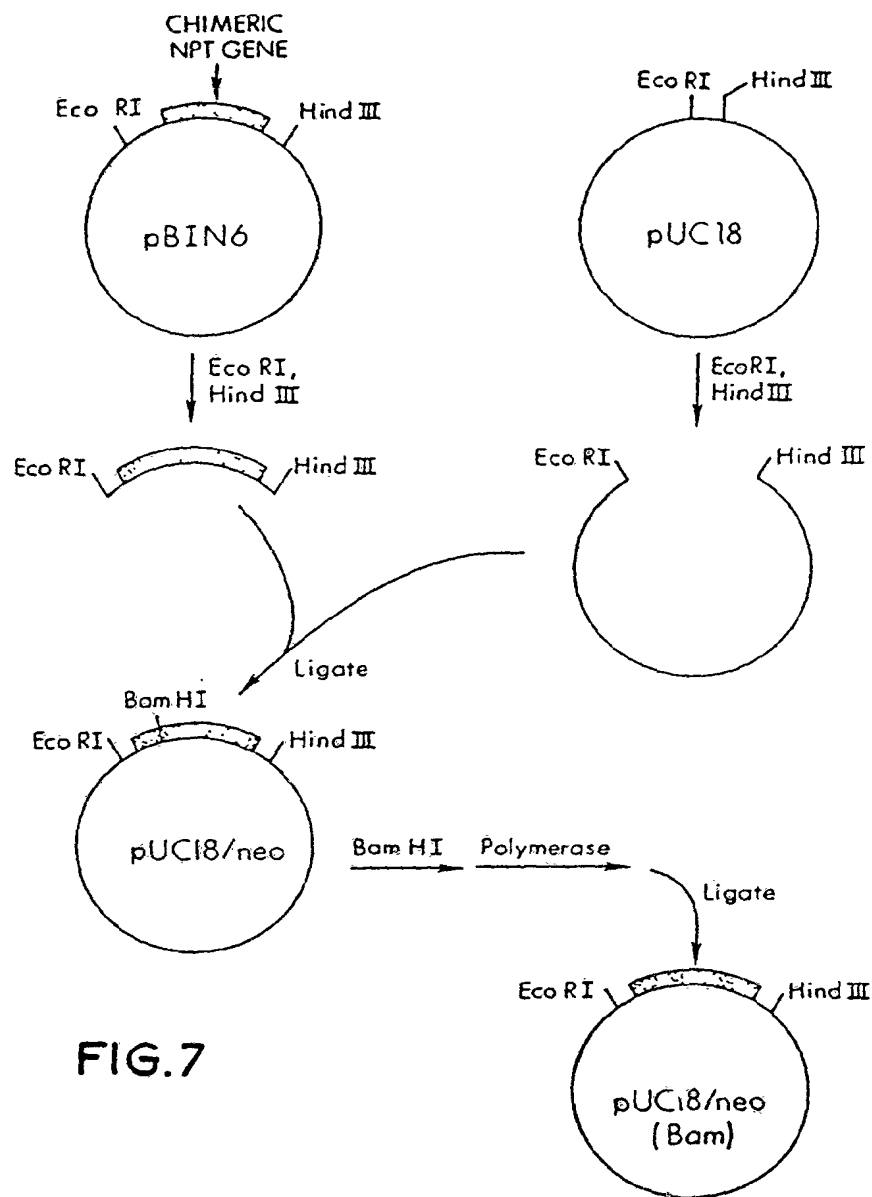 CHIMERIC
NPT GENE
Eco RI
Hind III
pBIN6
Eco RI
Hind III
pUC18
Eco RI,
Hind III
EcoRI,
Hind III
Eco RI
Hind III
Eco RI
Hind III
Ligate
Bam HI
Eco RI
Hind III
pUC18/neo
Bam HI
Polymerase
Ligate
Eco RI
Hind III
pUC18/neo
(Bam)
FIG.7